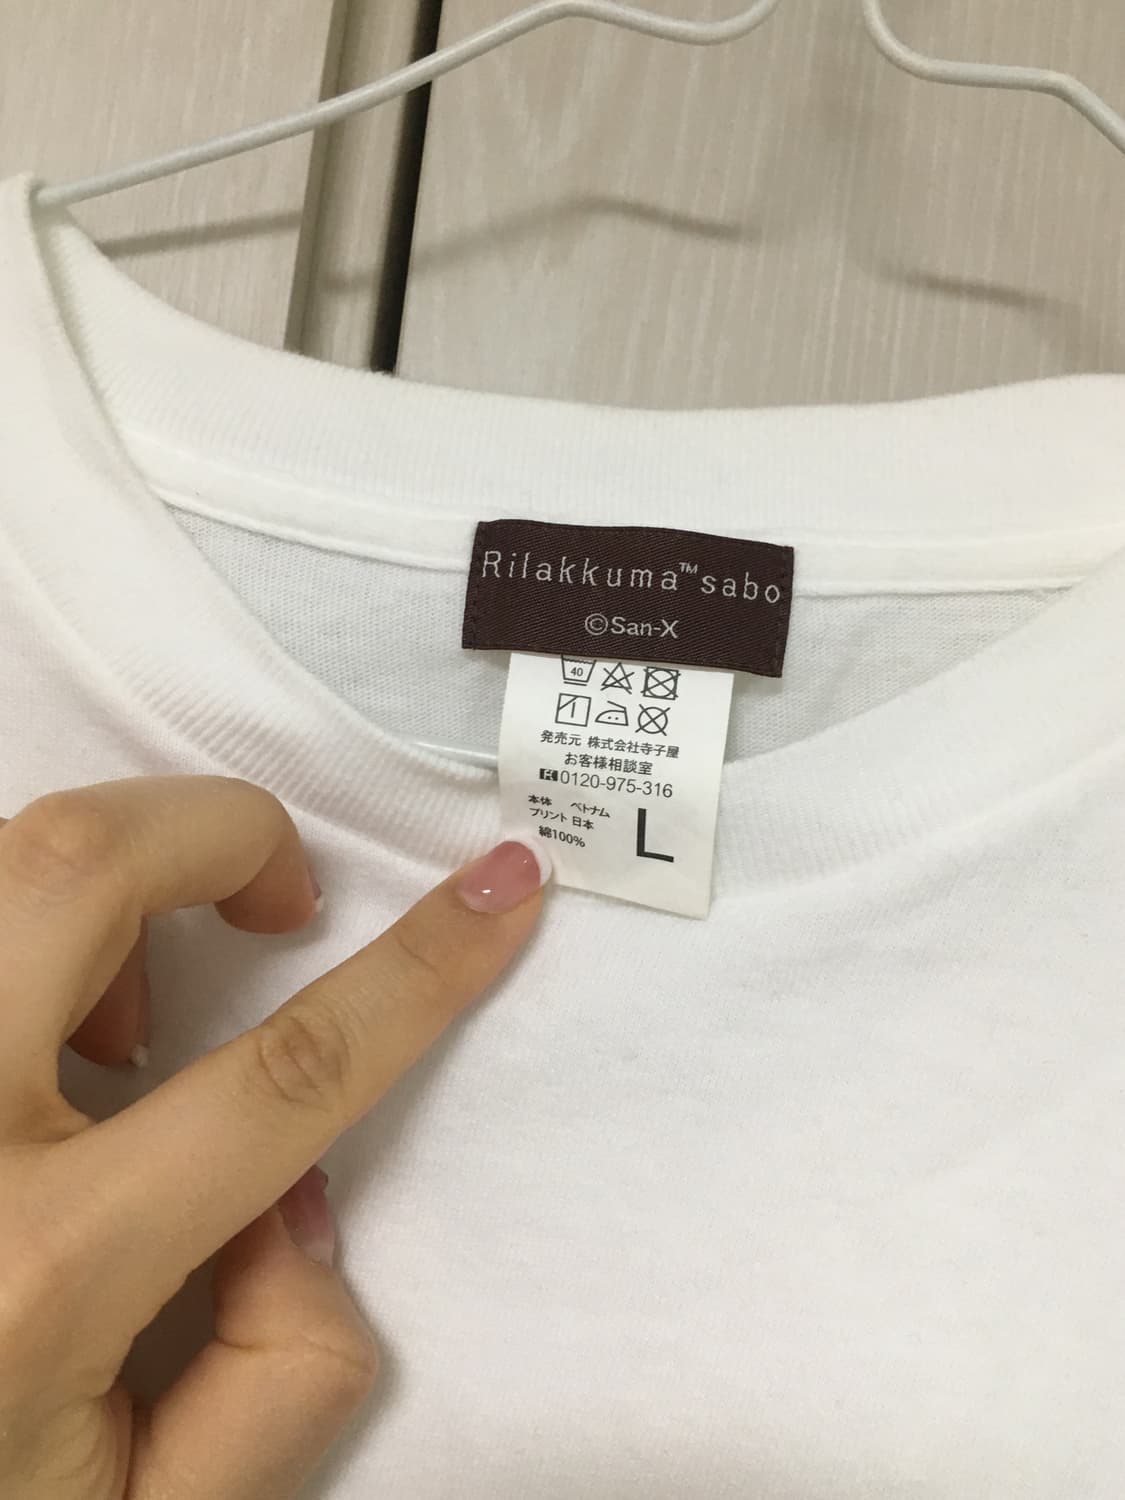 Rilakkuma™sabo
©San-X
40
発売元 株式会社寺子屋
お客様相談室
0120-975-316
本体 ベトナム
プリント 日本
綿100%
L